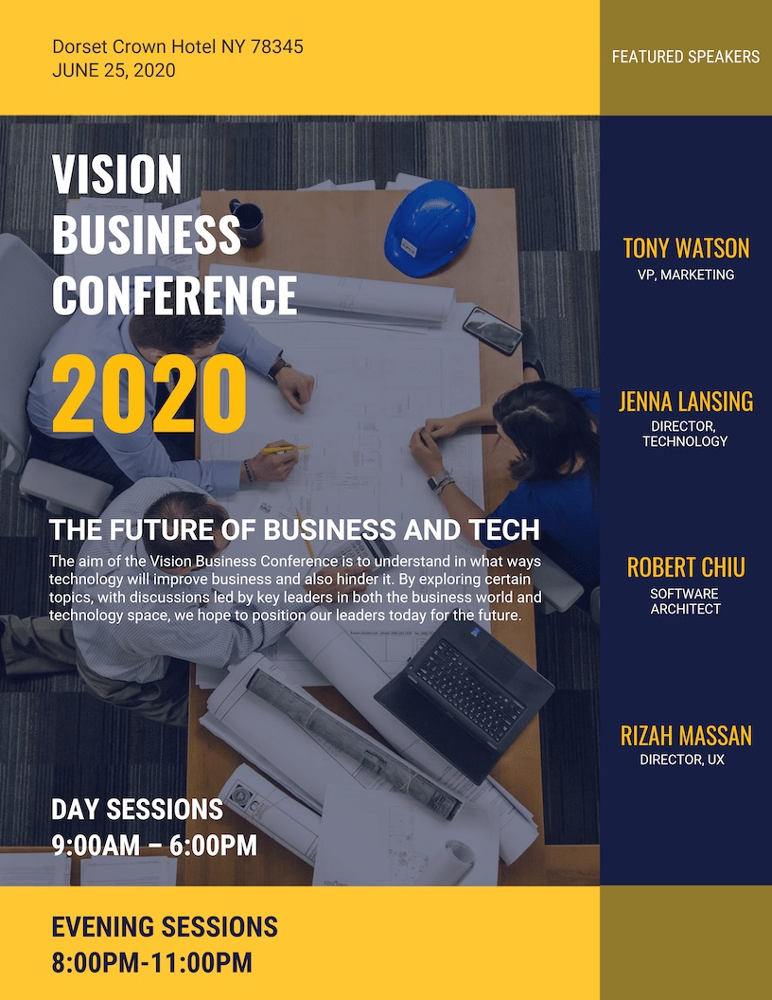 Dorset Crown Hotel NY 78345
JUNE 25, 2020
FEATURED SPEAKERS
VISION
BUSINESS
CONFERENCE
2020
THE FUTURE OF BUSINESS AND TECH
The aim of the Vision Business Conference is to understand in what ways
technology will improve business and also hinder it. By exploring certain
topics, with discussions led by key leaders in both the business world and
technology space, we hope to position our leaders today for the future.
DAY SESSIONS
9:00AM – 6:00PM
EVENING SESSIONS
8:00PM-11:00PM
TONY WATSON
VP, MARKETING
JENNA LANSING
DIRECTOR,
TECHNOLOGY
ROBERT CHIU
SOFTWARE
ARCHITECT
RIZAH MASSAN
DIRECTOR, UX